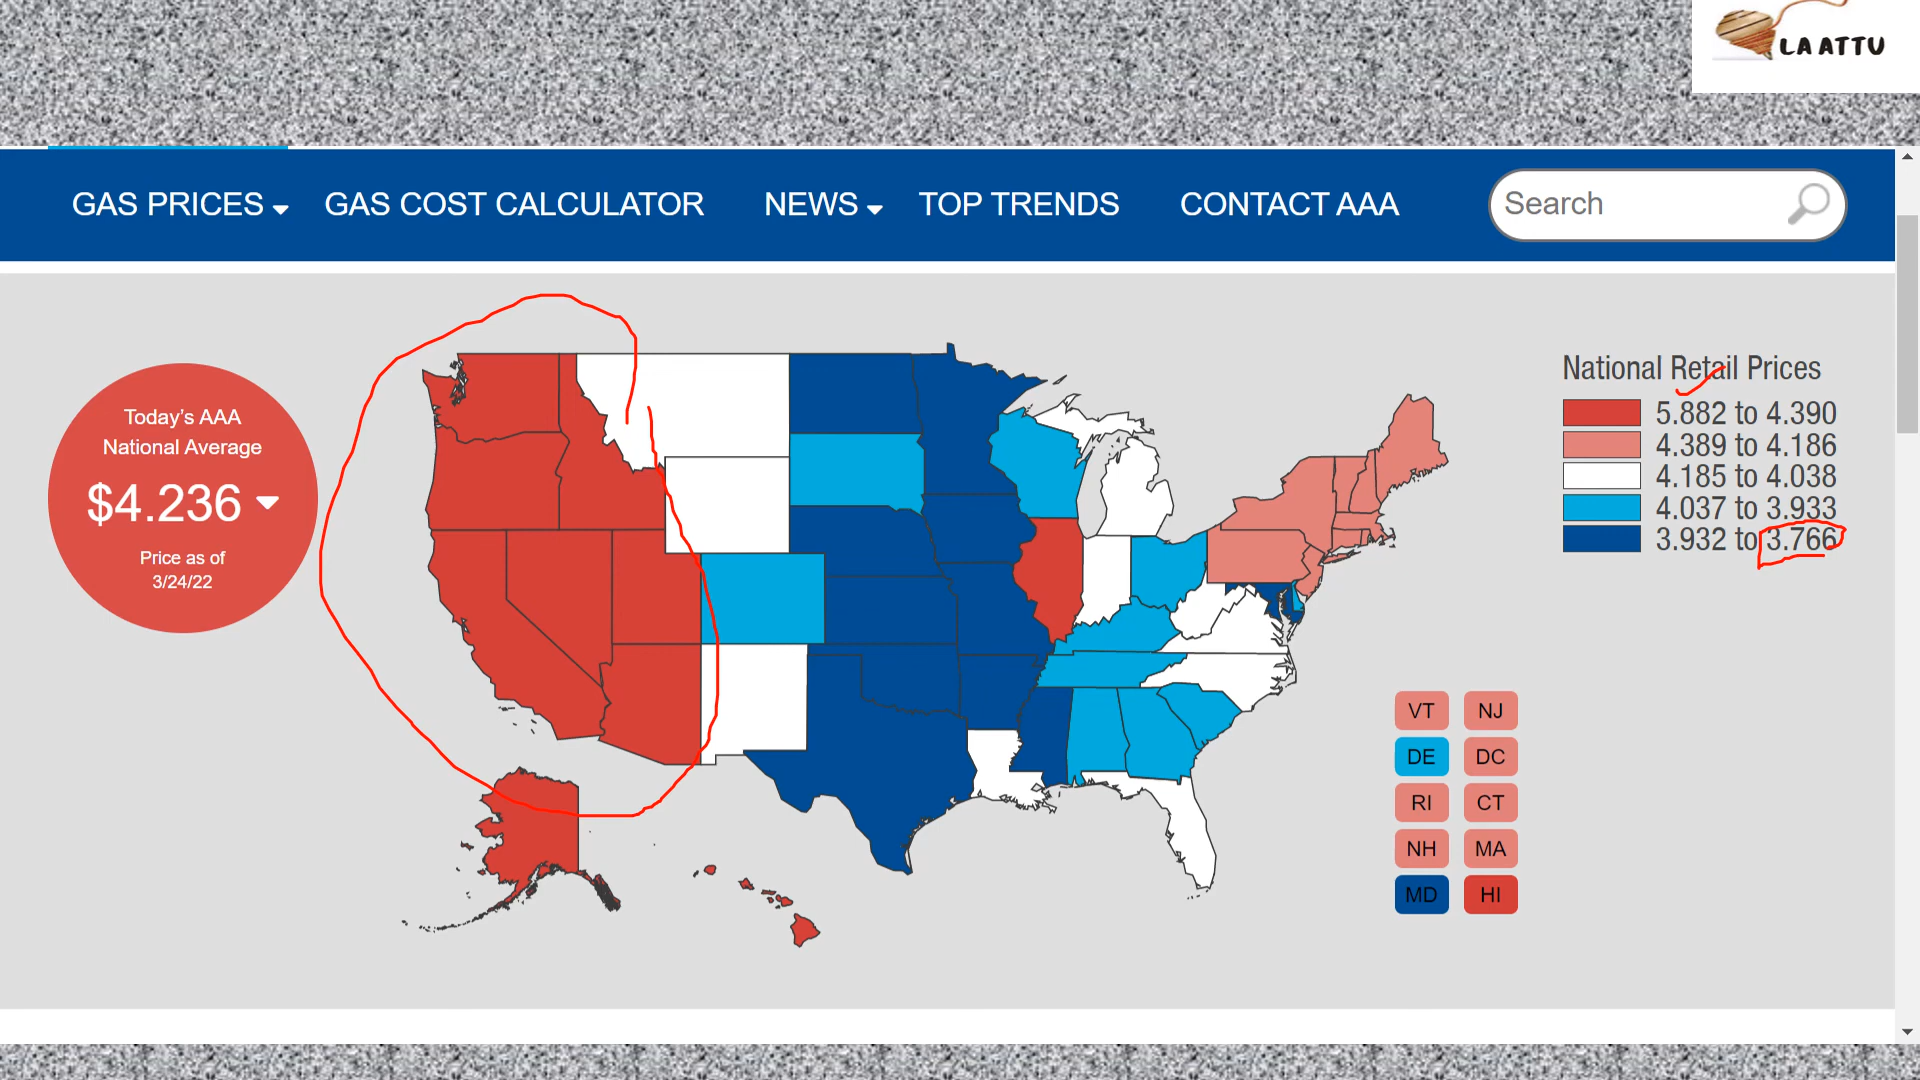 LA ATTU
GAS PRICES
GAS COST CALCULATOR
NEWS
TOP TRENDS
CONTACT AAA
Search
Today's AAA
National Average
$4.236
Price as of
3/24/22
National Retail Prices
5.882 to 4.390
4.389 to 4.186
4.185 to 4.038
4.037 to 3.933
3.932 to 3.766
VT NJ
DE DC
RI CT
NH MA
MD HI